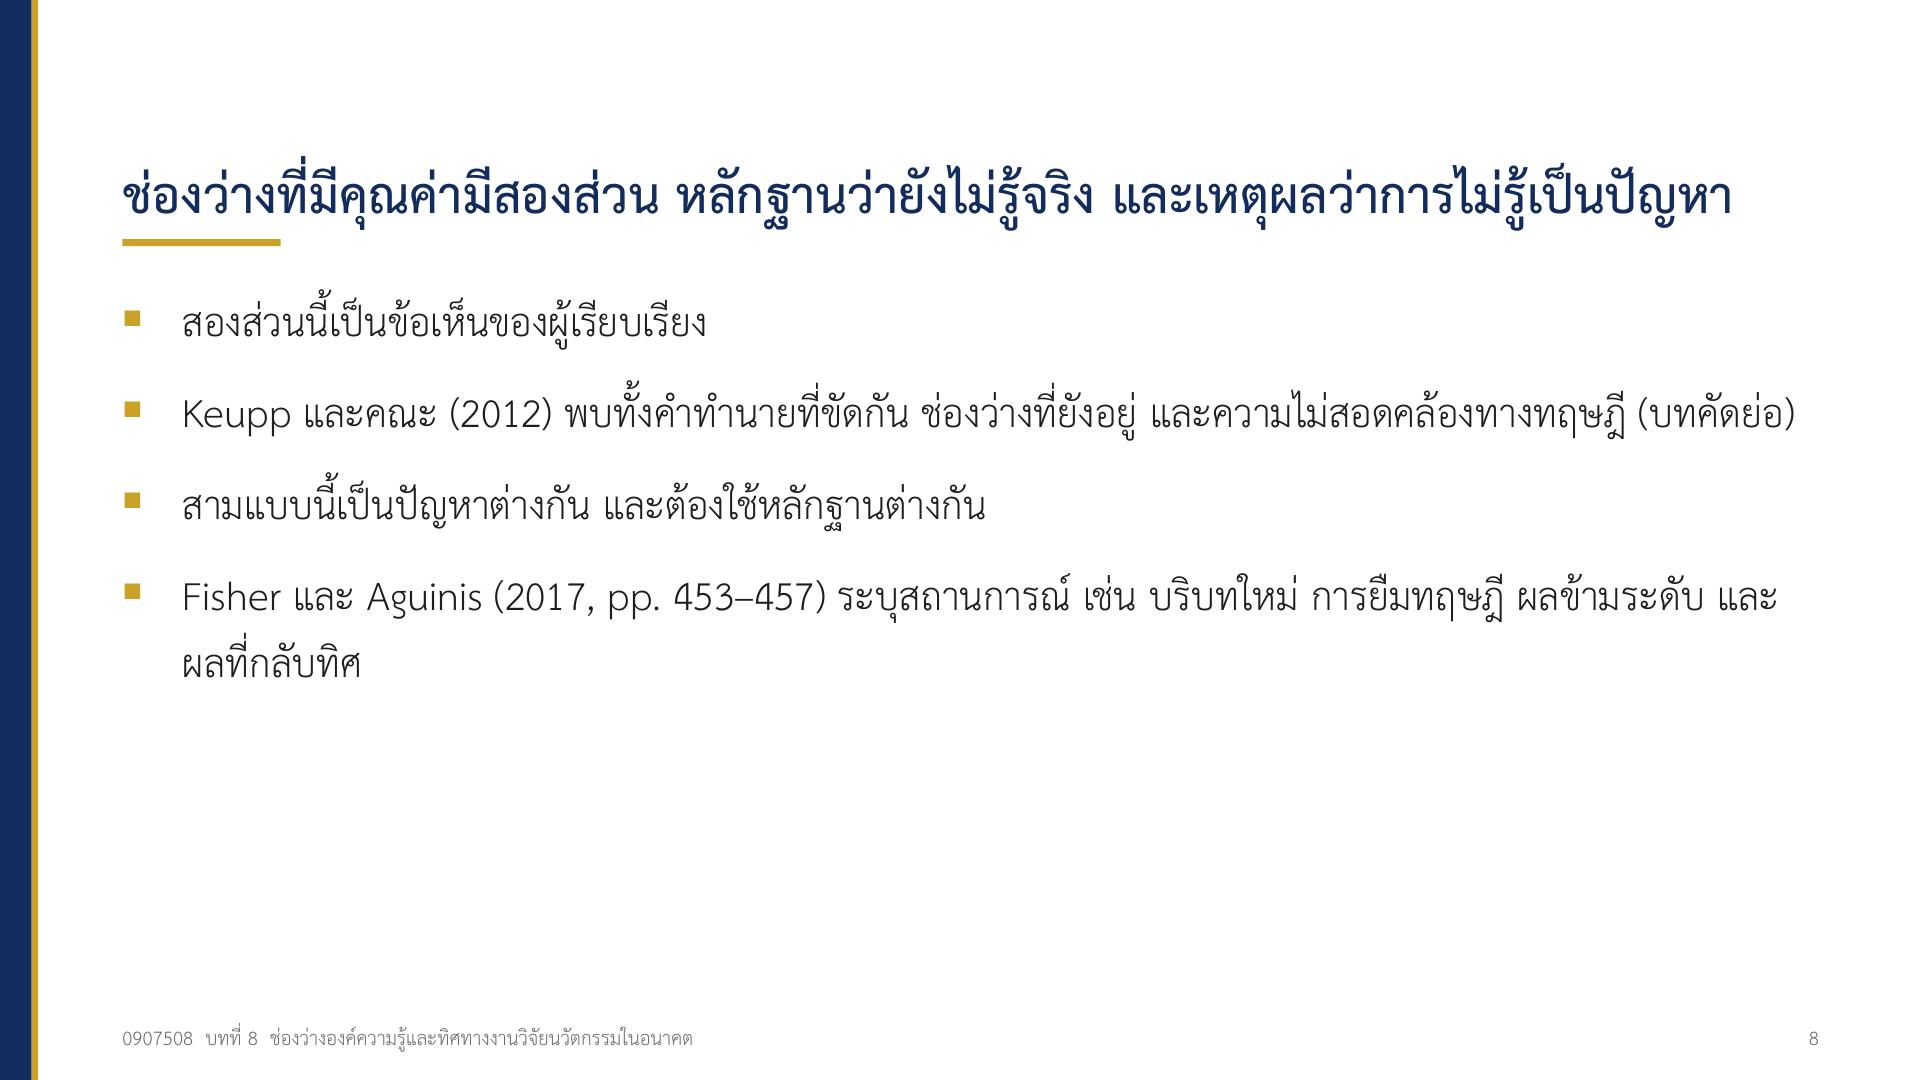 ช่องว่างที่มีคุณค่ามีสองส่วน หลักฐานว่ายังไม่รู้จริง และเหตุผลว่าการไม่รู้เป็นปัญหา
สองส่วนนี้เป็นข้อเห็นของผู้เรียบเรียง
Keupp และคณะ (2012) พบทั้งคำทำนายที่ขัดกัน ช่องว่างที่ยังอยู่ และความไม่สอดคล้องทางทฤษฎี (บทคัดย่อ)
สามแบบนี้เป็นปัญหาต่างกัน และต้องใช้หลักฐานต่างกัน
Fisher และ Aguinis (2017, pp. 453–457) ระบุสถานการณ์ เช่น บริบทใหม่ การยืมทฤษฎี ผลข้ามระดับ และ
ผลที่กลับทิศ
0907508 บทที่ 8 ช่องว่างองค์ความรู้และทิศทางงานวิจัยนวัตกรรมในอนาคต
8